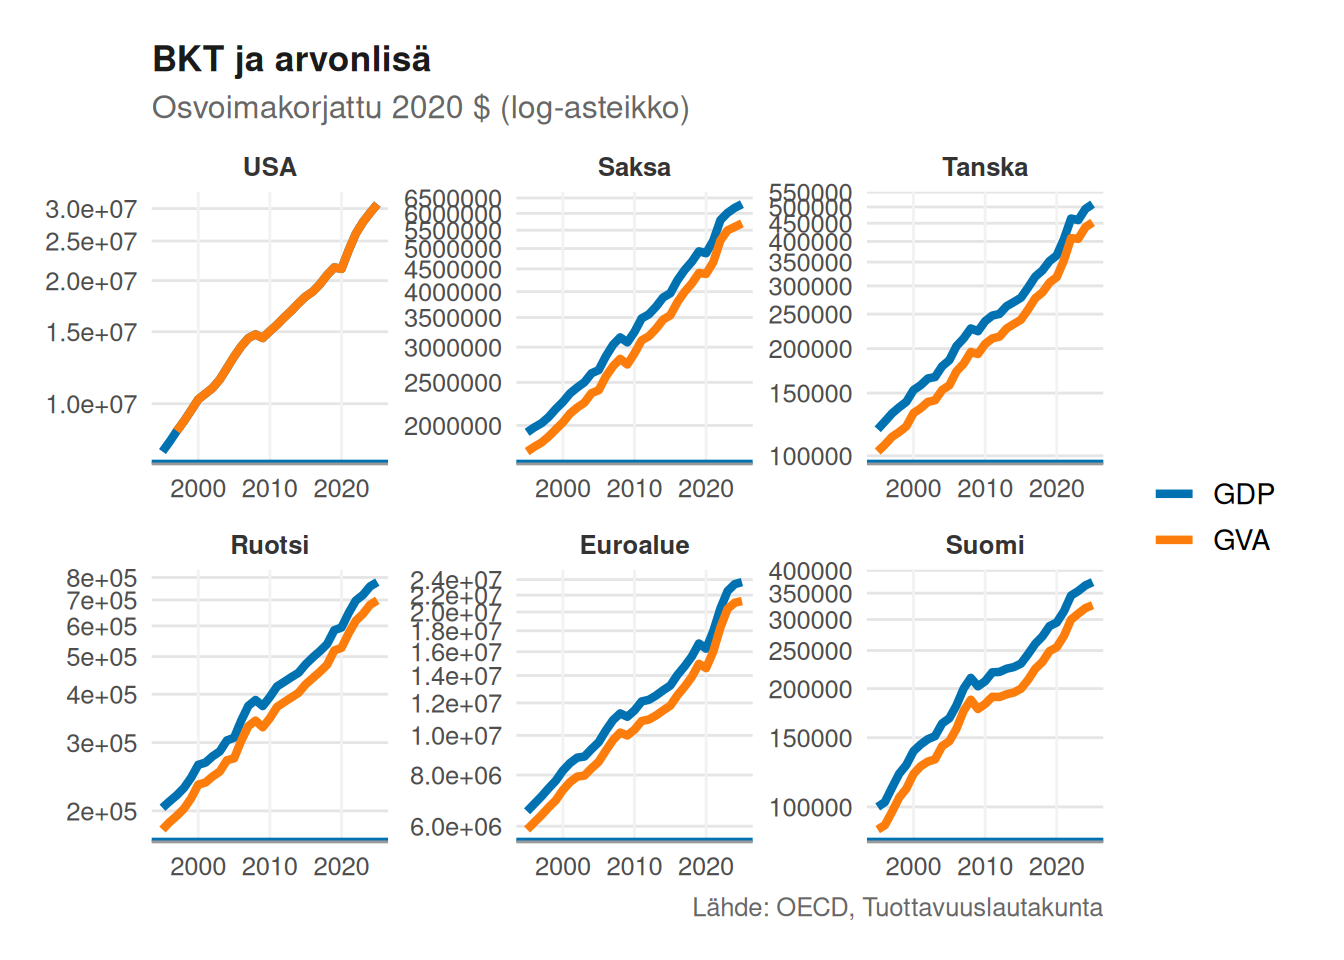 BKT ja arvonlisä
Osvoimakorjattu 2020 $ (log-asteikko)
USA
3.0e+07
2.5e+07
2.0e+07
1.5e+07
1.0e+07
2000 2010 2020
Saksa
6500000
6000000
5500000
5000000
4500000
4000000
3500000
3000000
2500000
2000000
2000 2010 2020
Tanska
550000
500000
450000
400000
350000
300000
250000
200000
150000
100000
2000 2010 2020
GDP
GVA
Ruotsi
8e+05
7e+05
6e+05
5e+05
4e+05
3e+05
2e+05
2000 2010 2020
Euroalue
2.4e+07
2.2e+07
2.0e+07
1.8e+07
1.6e+07
1.4e+07
1.2e+07
1.0e+07
8.0e+06
6.0e+06
2000 2010 2020
Suomi
400000
350000
300000
250000
200000
150000
100000
2000 2010 2020
Lähde: OECD, Tuottavuuslautakunta